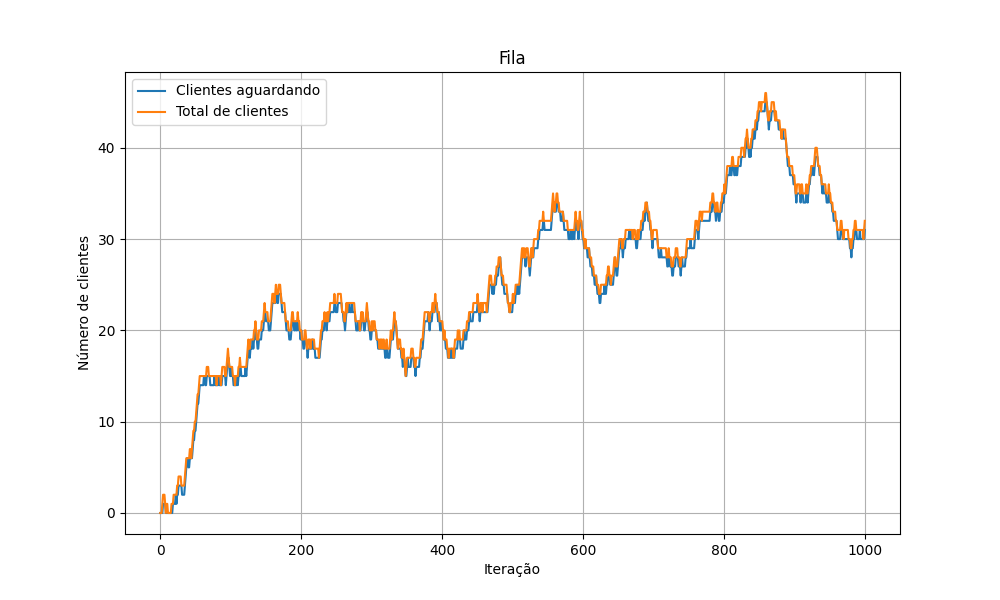 Fila
Clientes aguardando
Total de clientes
Número de clientes
40
30
20
10
0
0 200 400 600 800 1000
Iteração